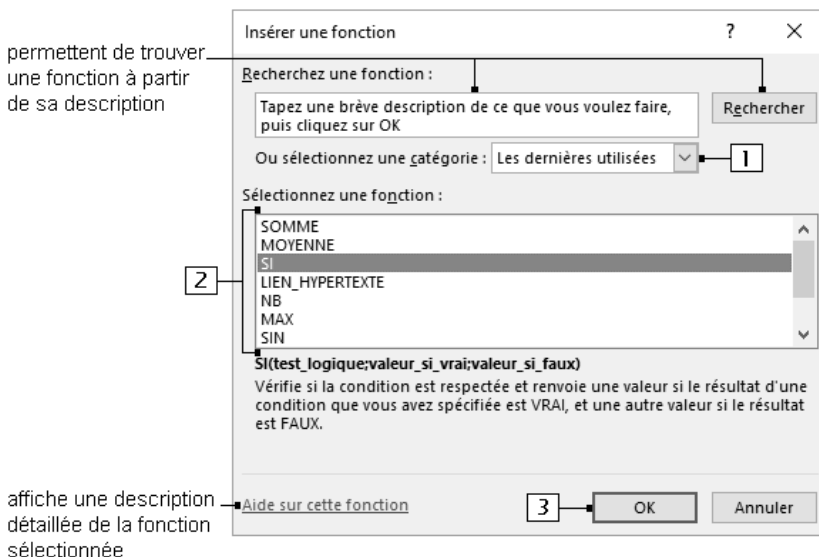 Insérer une fonction ? ×
permettent de trouver
une fonction à partir
de sa description
Recherchez une fonction :
Tapez une brève description de ce que vous voulez faire,
puis cliquez sur OK
Rechercher
Ou sélectionnez une catégorie : Les dernières utilisées
1
Sélectionnez une fonction :
SOMME
MOYENNE
SI
LIEN_HYPERTEXTE
NB
MAX
SIN
2
SI(test_logique;valeur_si_vrai;valeur_si_faux)
Vérifie si la condition est respectée et renvoie une valeur si le résultat d'une
condition que vous avez spécifiée est VRAI, et une autre valeur si le résultat
est FAUX.
affiche une description
détaillée de la fonction
sélectionnée
Aide sur cette fonction
3
OK
Annuler